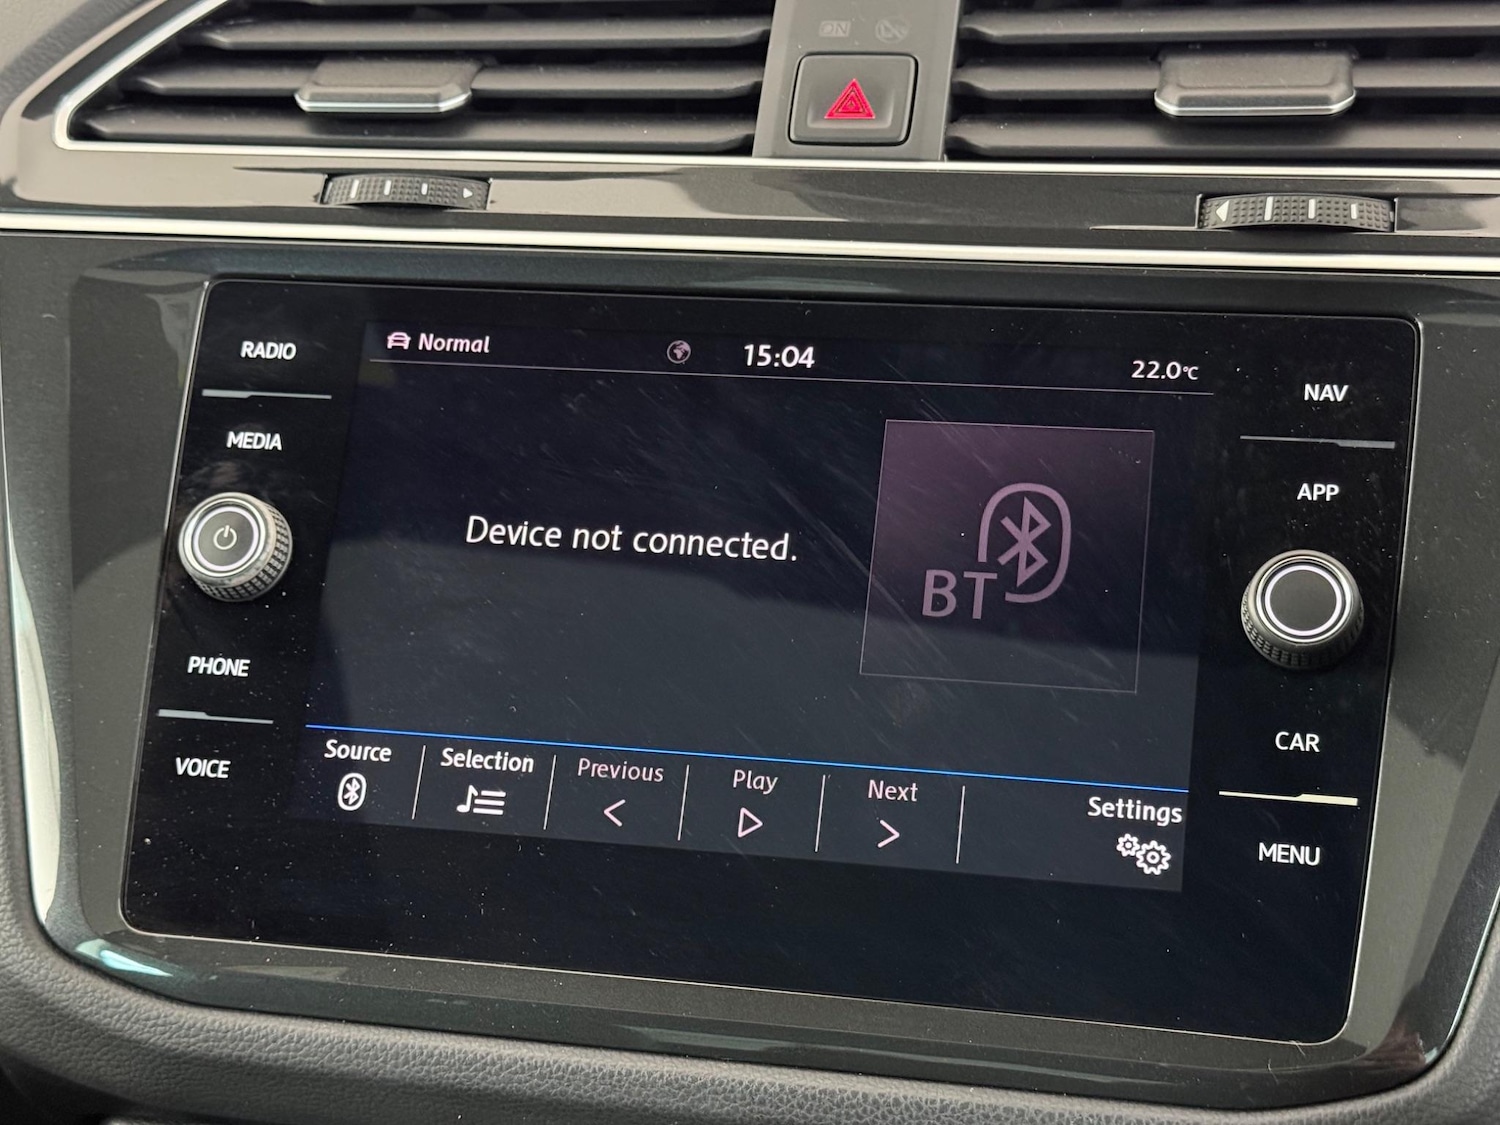 Normal 15:04 22.0°C
RADIO
MEDIA
PHONE
VOICE
Device not connected.
BT
Source
Selection
Previous
Play
Next
Settings
NAV
APP
CAR
MENU